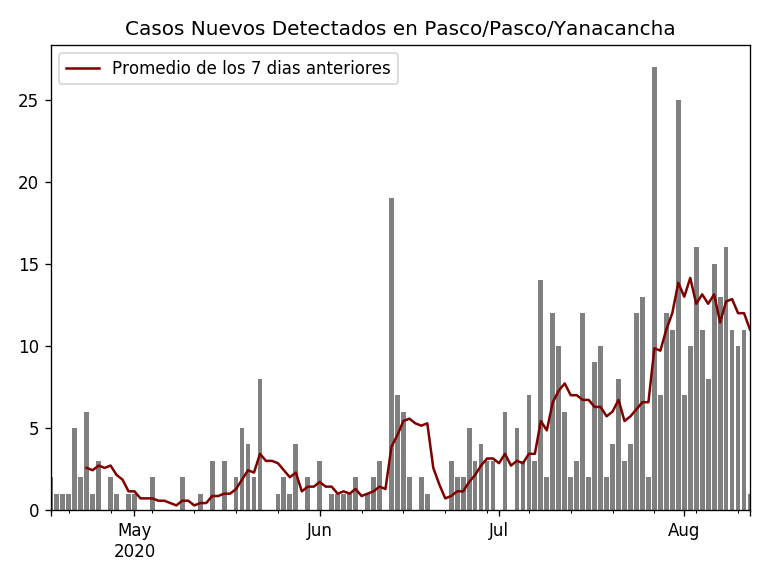 Casos Nuevos Detectados en Pasco/Pasco/Yanacancha
Promedio de los 7 dias anteriores
25
20
15
10
5
0
May Jun Jul Aug
2020